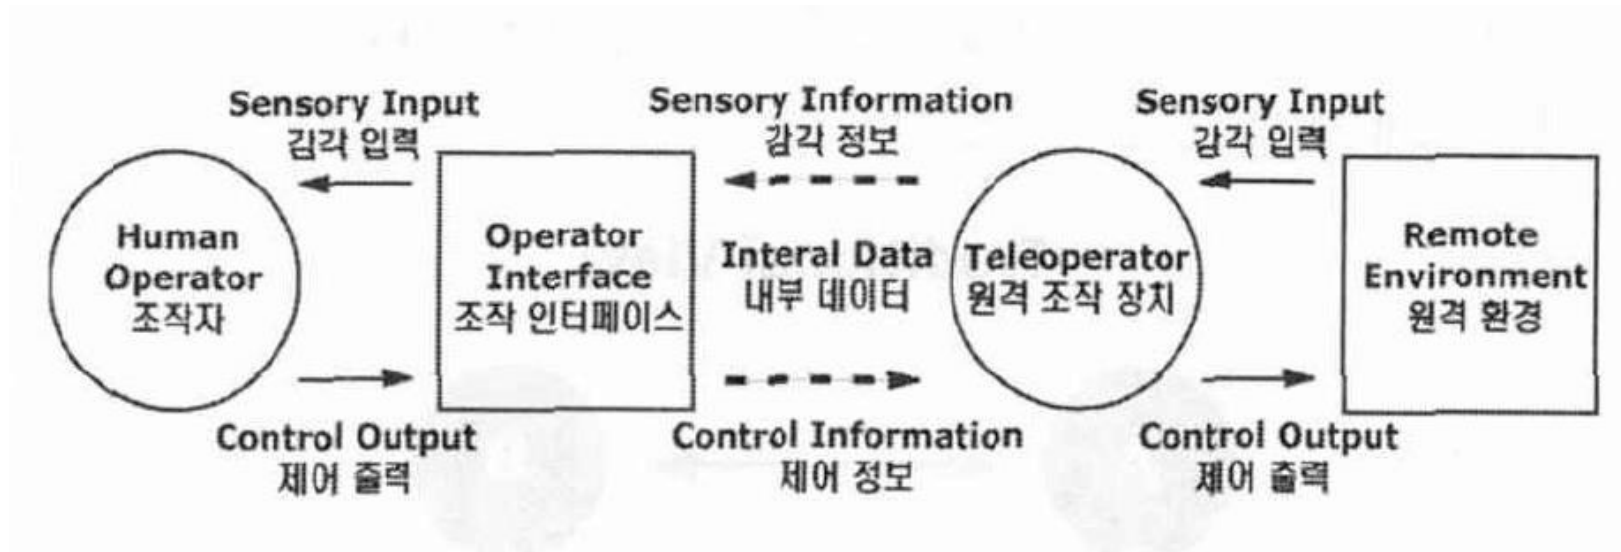 Sensory Input
김각 입력
Sensory Information
감각 정보
Sensory Input
감각 입력
Human
Operator
조작자
Operator
Interface
조작 인터페이스
Interal Data
내부 데이터
Teleoperator
원격 조작 장치
Remote
Environment
원격 환경
Control Output
제어 줄력
Control Information
제어 정보
Control Output
제어 출력